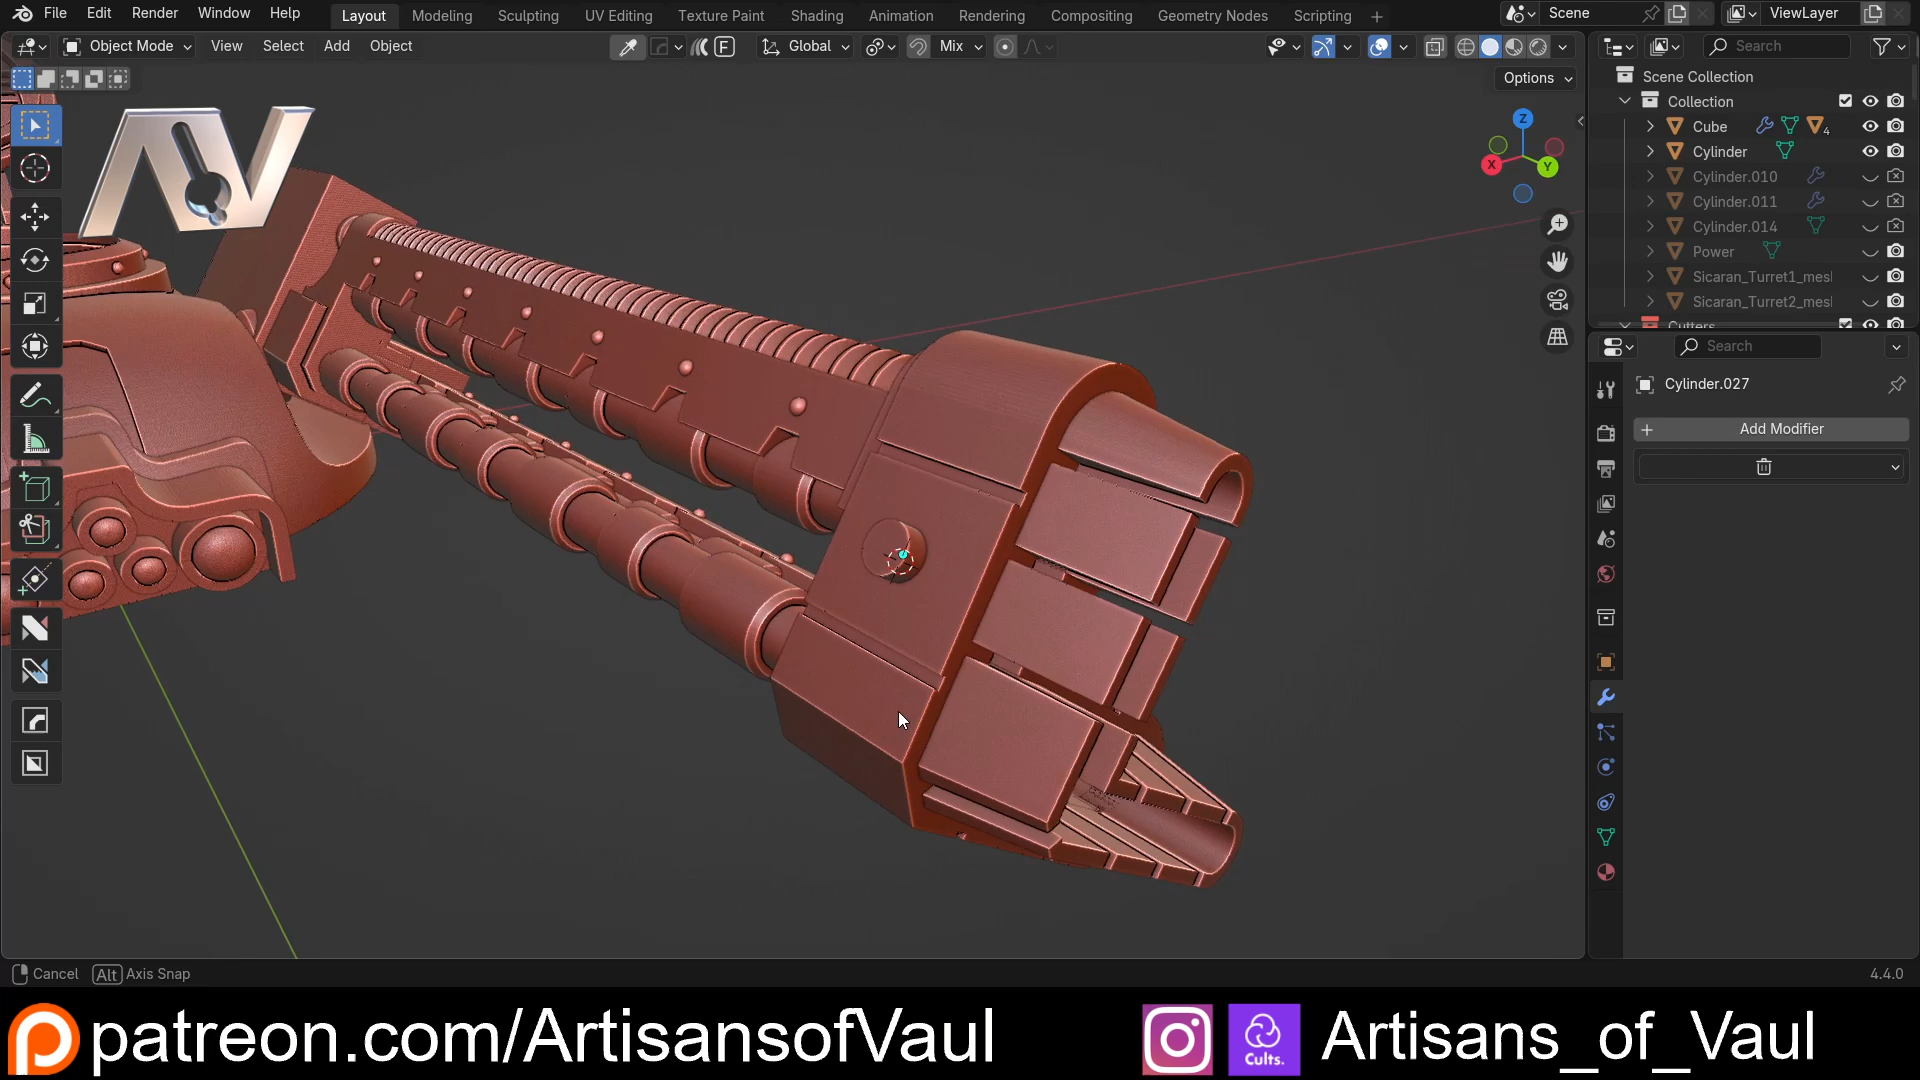 File Edit Render Window Help Layout Modeling Sculpting UV Editing Texture Paint Shading Animation Rendering Compositing Geometry Nodes Scripting + Scene ViewLayer
Object Mode View Select Add Object F Global Mix Search
Options
Scene Collection
Collection
Cube 4
Cylinder
Cylinder.010
Cylinder.011
Cylinder.014
Power
Sicaran_Turret1_mesl
Sicaran_Turret2_mesl
Cutters
Z
X
Y
Search
Cylinder.027
+ Add Modifier
AV
Cancel Alt Axis Snap 4.4.0
patreon.com/ArtisansofVaul Cults. Artisans_of_Vaul